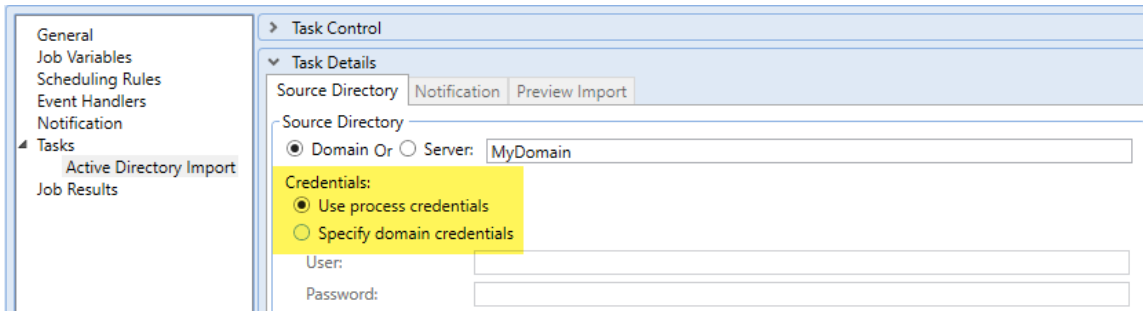 General
Job Variables
Scheduling Rules
Event Handlers
Notification
Tasks
Active Directory Import
Job Results
Task Control
Task Details
Source Directory Notification Preview Import
Source Directory
Domain Or Server: MyDomain
Credentials:
Use process credentials
Specify domain credentials
User:
Password: